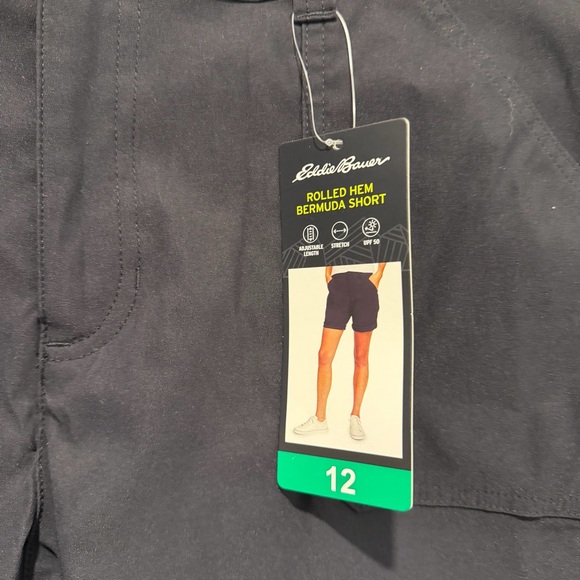 Eddie Bauer
ROLLED HEM
BERMUDA SHORT
ADJUSTABLE
LENGTH
STRETCH
UPF 50
12